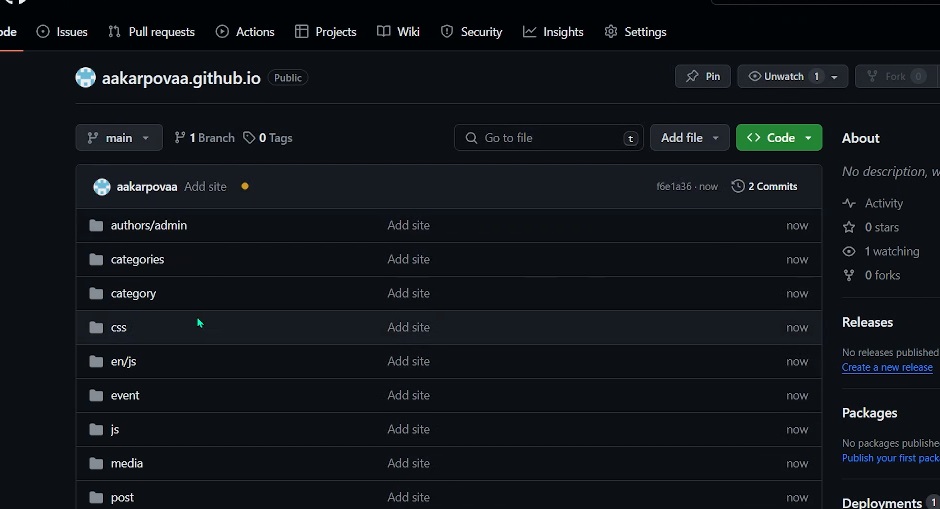 ode Issues Pull requests Actions Projects Wiki Security Insights Settings
aakarpovaa.github.io Public Pin Unwatch 1 Fork 0
main 1 Branch 0 Tags Go to file t Add file Code About
aakarpovaa Add site f6e1a36 · now 2 Commits
No description, w
authors/admin Add site now
Activity
0 stars
categories Add site now
1 watching
category Add site now
0 forks
css Add site now
Releases
No releases published
en/js Add site now
Create a new release
event Add site now
Packages
js Add site now
No packages publishe
media Add site now
Publish your first pack
post Add site now
Deployments 1